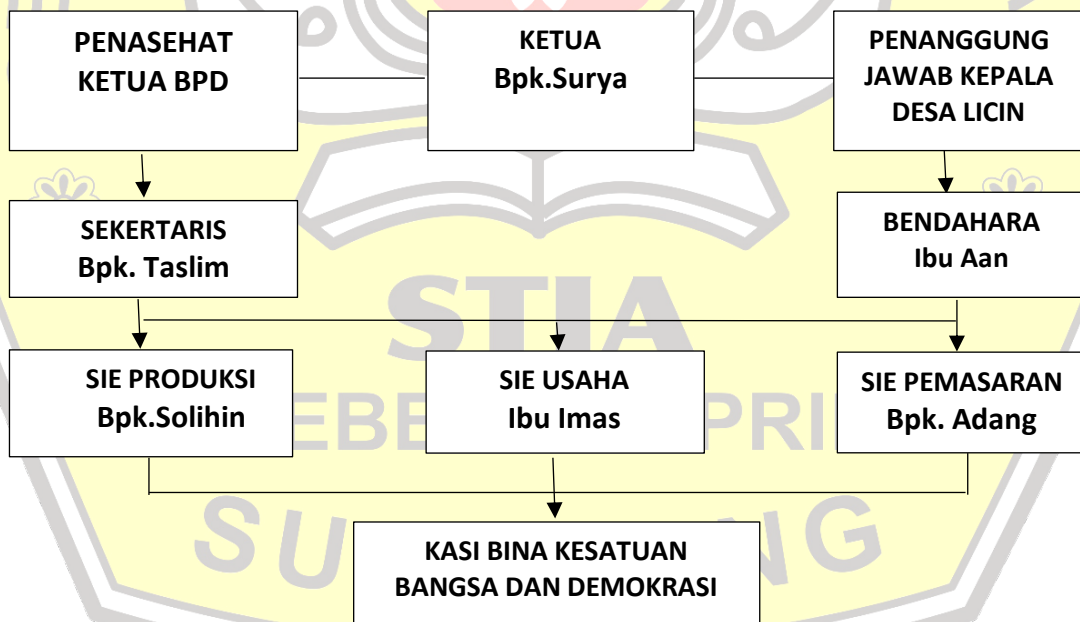 PENASEHAT
KETUA BPD
KETUA
Bpk.Surya
PENANGGUNG
JAWAB KEPALA
DESA LICIN
SEKERTARIS
Bpk. Taslim
BENDAHARA
Ibu Aan
STIA
SIE PRODUKSI
Bpk.Solihin
SIE USAHA
Ibu Imas
SIE PEMASARAN
Bpk. Adang
KASI BINA KESATUAN
BANGSA DAN DEMOKRASI